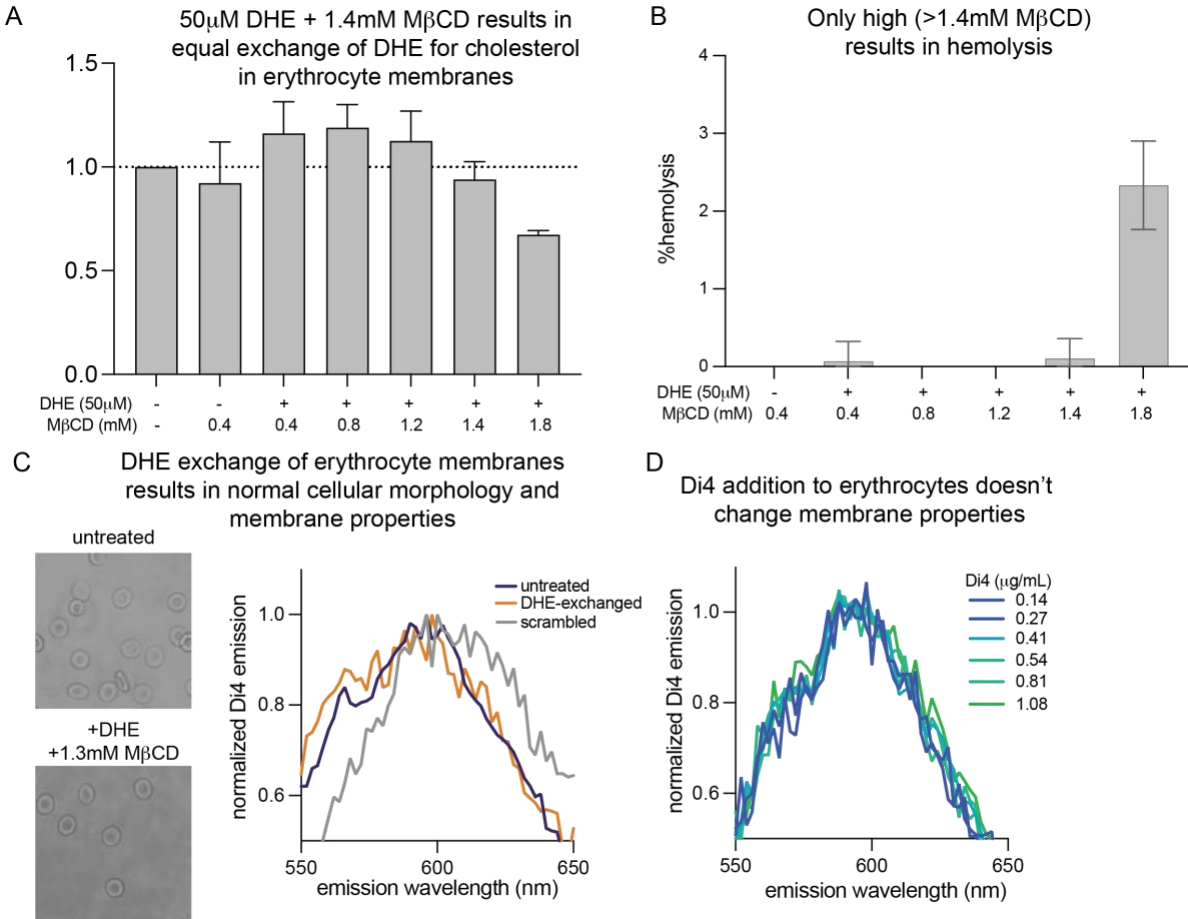 A
50μM DHE + 1.4mM MβCD results in
equal exchange of DHE for cholesterol
in erythrocyte membranes
1.5
1.0
0.5
0.0
DHE (50μM) - - + + + + +
MβCD (mM) - 0.4 0.4 0.8 1.2 1.4 1.8
B
Only high (>1.4mM MβCD)
results in hemolysis
%hemolysis
4
3
2
1
0
DHE (50μM) - + + + + +
MβCD (mM) 0.4 0.4 0.8 1.2 1.4 1.8
C
DHE exchange of erythrocyte membranes
results in normal cellular morphology and
membrane properties
untreated
+DHE
+1.3mM MβCD
normalized Di4 emission
1.0
0.8
0.6
untreated
DHE-exchanged
scrambled
550 600 650
emission wavelength (nm)
D
Di4 addition to erythrocytes doesn't
change membrane properties
normalized Di4 emission
1.0
0.8
0.6
Di4 (μg/mL)
0.14
0.27
0.41
0.54
0.81
1.08
550 600 650
emission wavelength (nm)